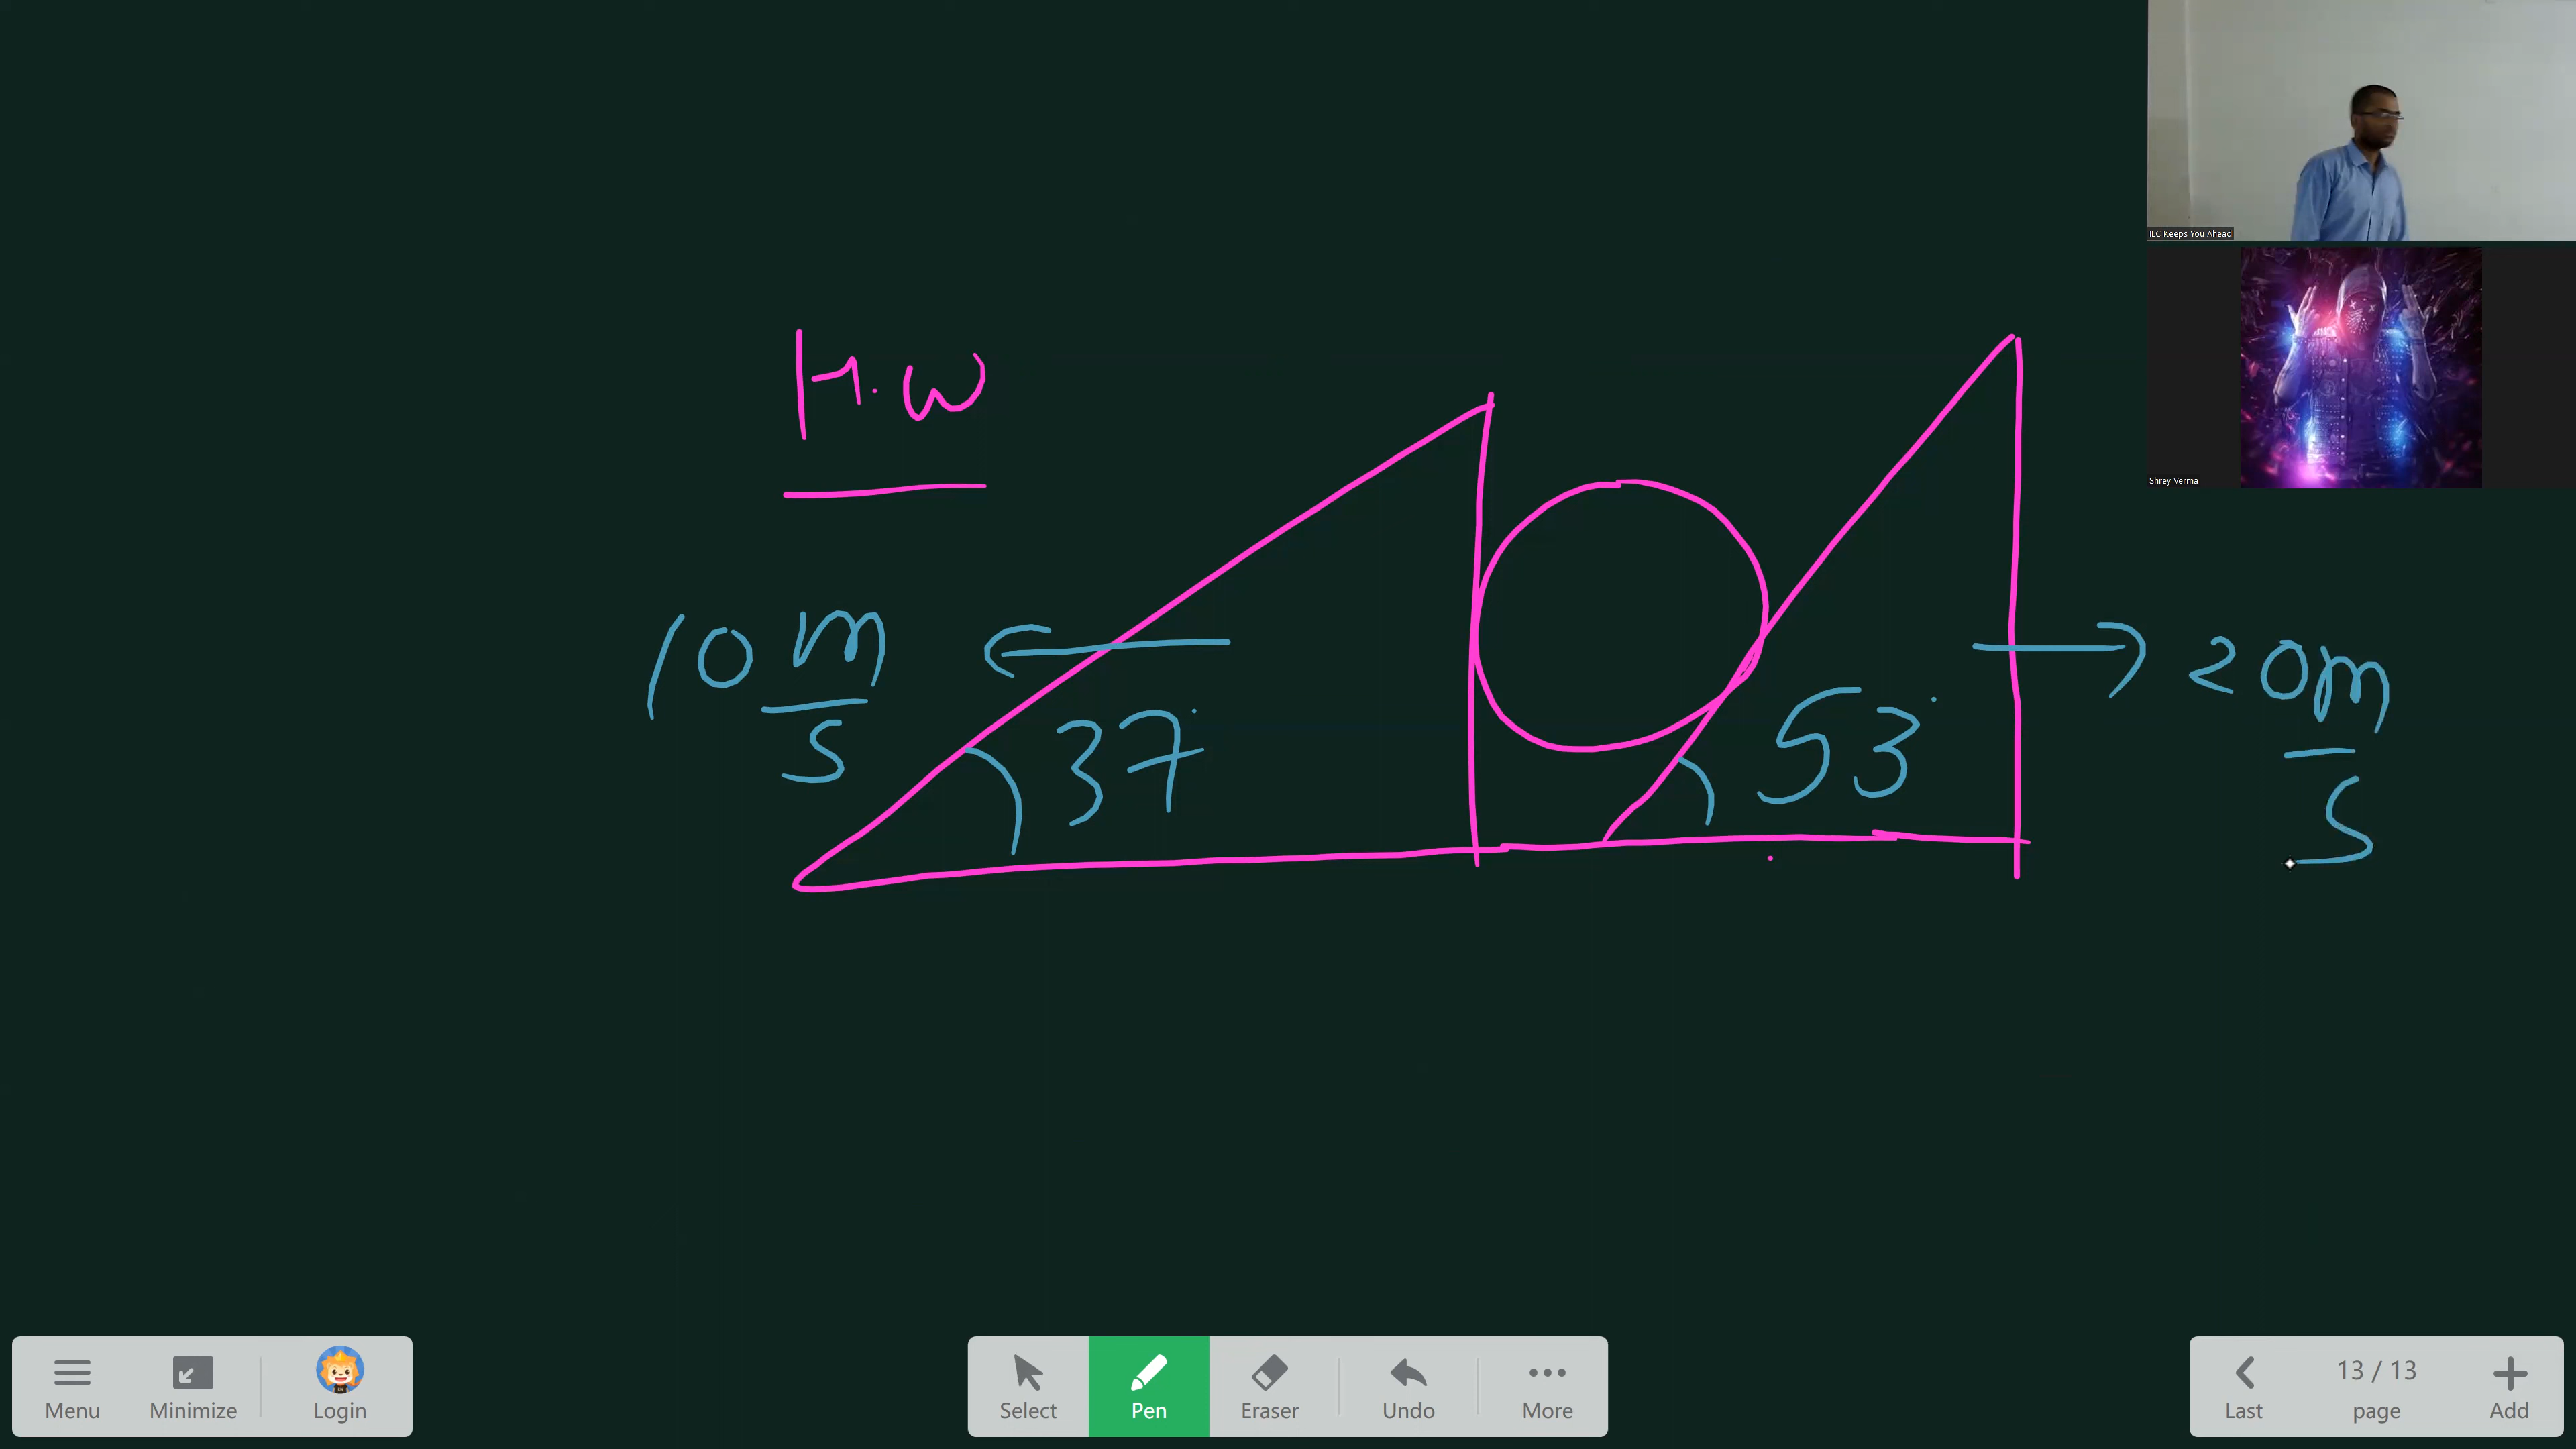 ILC Keeps You Ahead
Shrey Verma
H.W
10 m/s
37°
53°
20 m/s
Menu
Minimize
Login
Select
Pen
Eraser
Undo
More
Last
13 / 13
page
Add